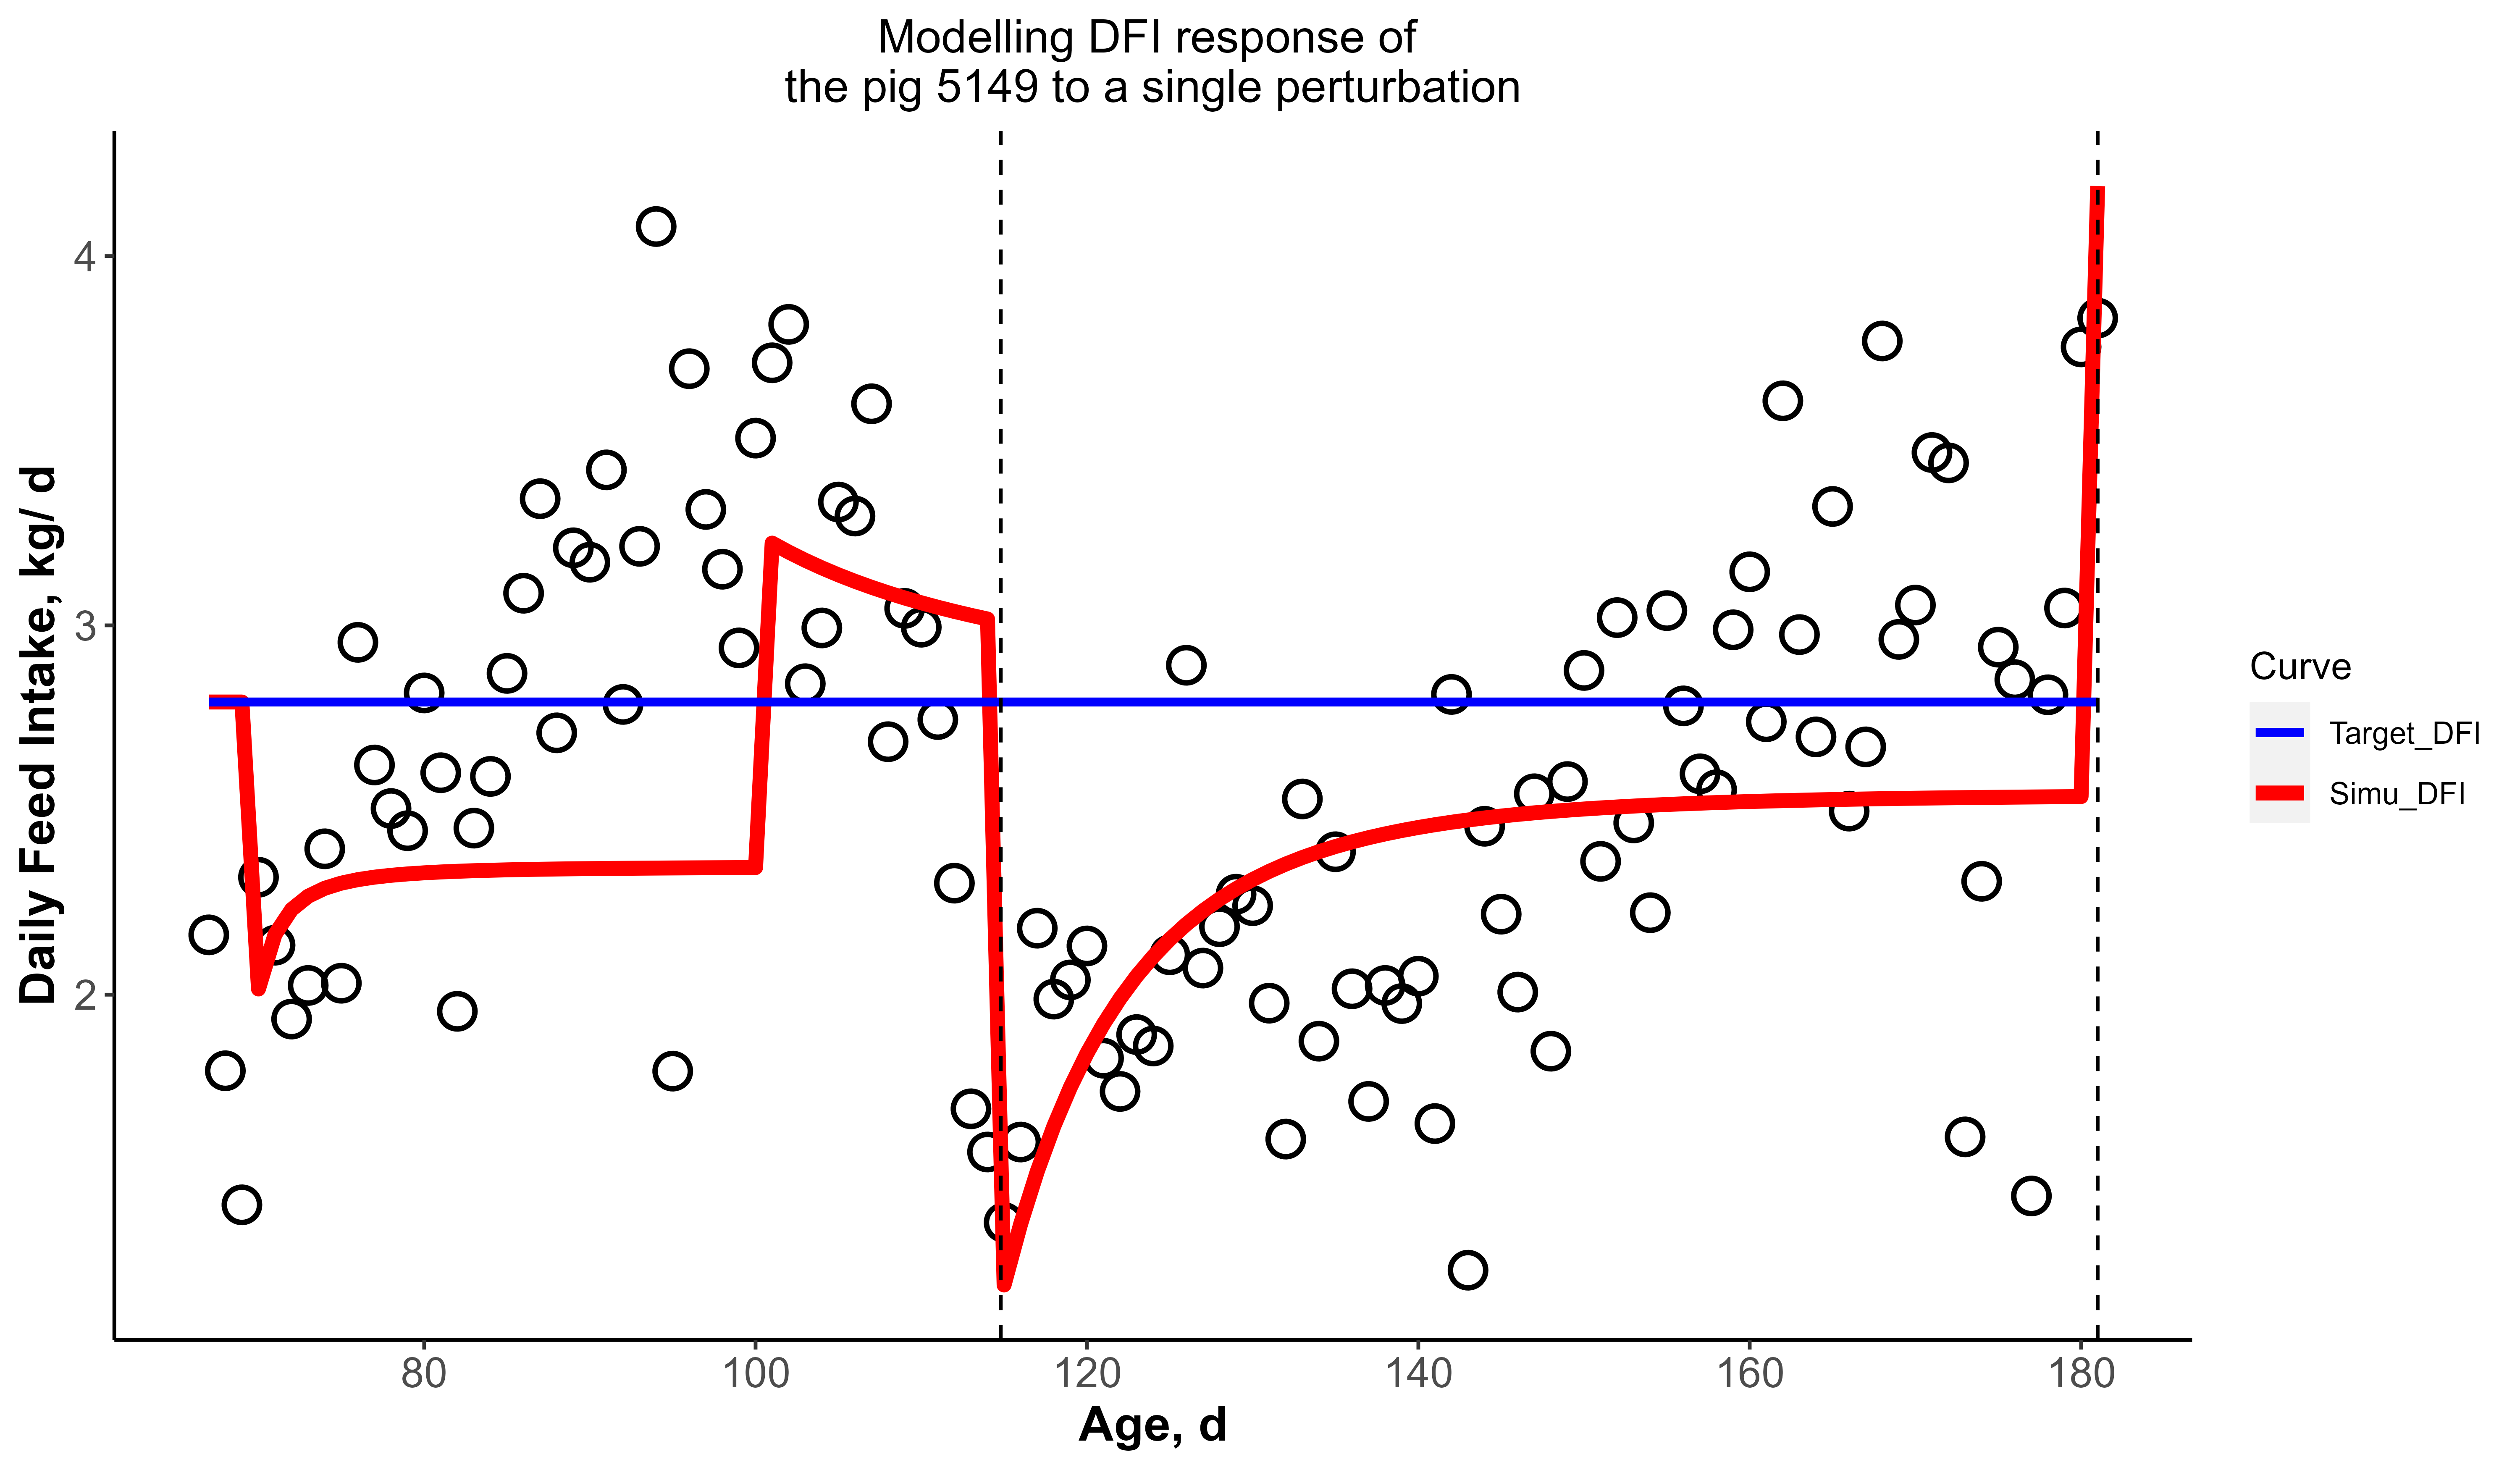 Modelling DFI response of
the pig 5149 to a single perturbation
Daily Feed Intake, kg/ d
4
3
2
80 100 120 140 160 180
Age, d
Curve
Target_DFI
Simu_DFI